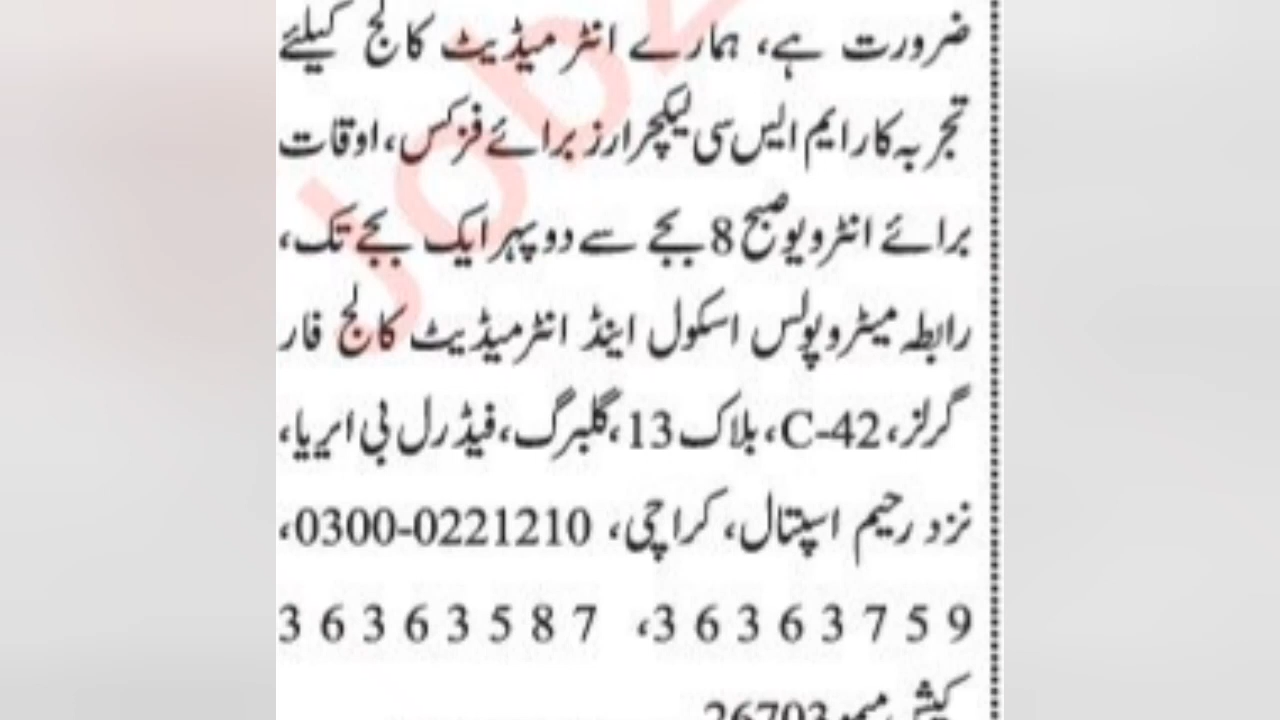 ضرورت ہے، ہمارے انٹرمیڈیٹ کالج کیلئے
تجربہ کار ایم ایس سی لیکچرارز برائے فزکس، اوقات
برائے انٹرویو صبح 8 بجے سے دوپہر ایک بجے تک،
رابطہ میٹروپولس اسکول اینڈ انٹرمیڈیٹ کالج فار
گرلز، C-42، بلاک 13، گلبرگ، فیڈرل بی ایریا،
نزد رحیم اسپتال، کراچی، 0300-0221210،
36363759، 36363587
26703